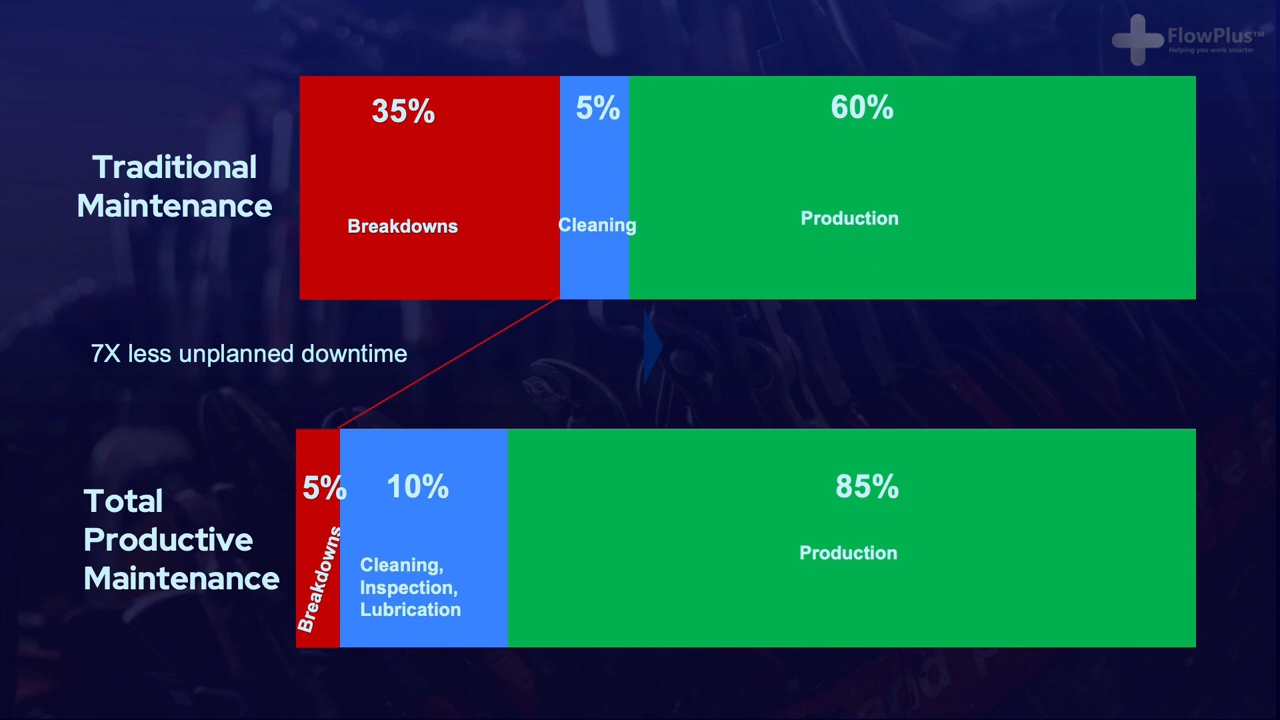 FlowPlus™
Helping you work smarter
35%
5%
60%
Traditional
Maintenance
Breakdowns
Cleaning
Production
7X less unplanned downtime
5%
10%
85%
Total
Productive
Maintenance
Breakdowns
Cleaning,
Inspection,
Lubrication
Production